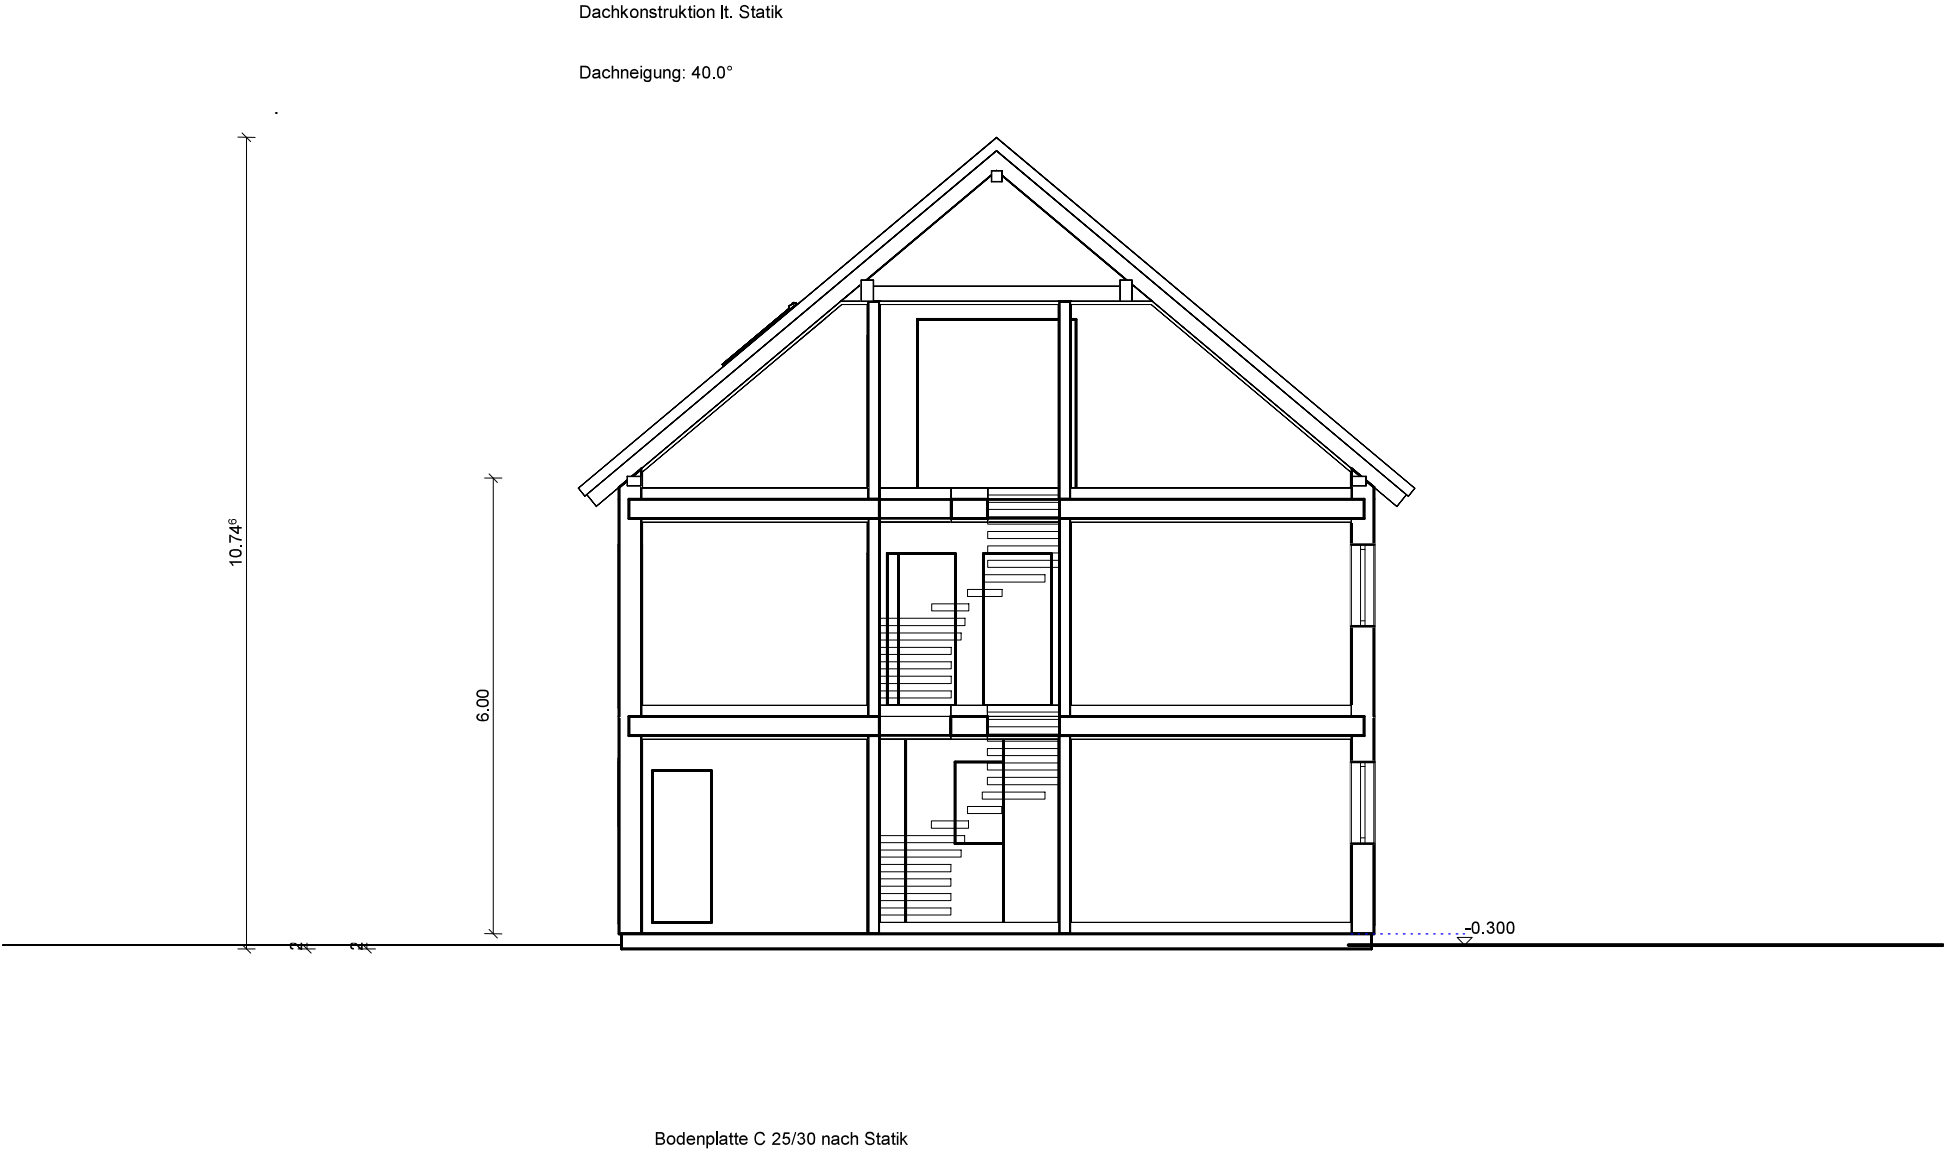 Dachkonstruktion lt. Statik
Dachneigung: 40.0°
10.74⁶
6.00
-0.300
Bodenplatte C 25/30 nach Statik